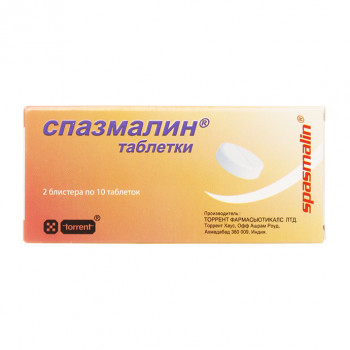 спазмалин®
таблетки
2 блистера по 10 таблеток
spasmalin®
Производитель:
ТОРРЕНТ ФАРМАСЬЮТИКАЛС ЛТД.
Торрент Хаус, Офф Ашрам Роуд,
Ахмедабад 380 009, Индия
torrent®